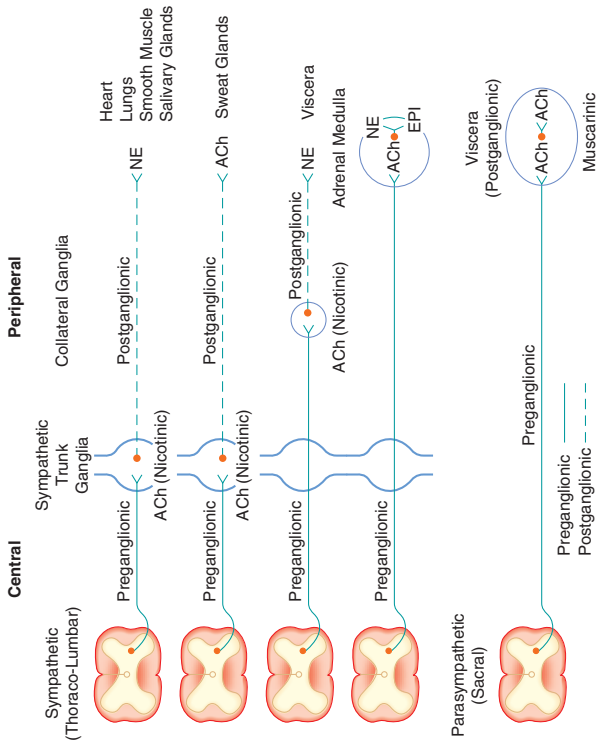 Central
Peripheral
Sympathetic
(Thoraco-Lumbar)
Sympathetic
Trunk
Ganglia
Collateral Ganglia
Heart
Lungs
Smooth Muscle
Salivary Glands
Preganglionic
Postganglionic
NE
ACh (Nicotinic)
Preganglionic
Postganglionic
ACh
Sweat Glands
ACh (Nicotinic)
Preganglionic
Postganglionic
NE
Viscera
ACh (Nicotinic)
Adrenal Medulla
Preganglionic
ACh
NE
EPI
Parasympathetic
(Sacral)
Preganglionic
Viscera
(Postganglionic)
ACh
ACh
Muscarinic
Preganglionic
Postganglionic